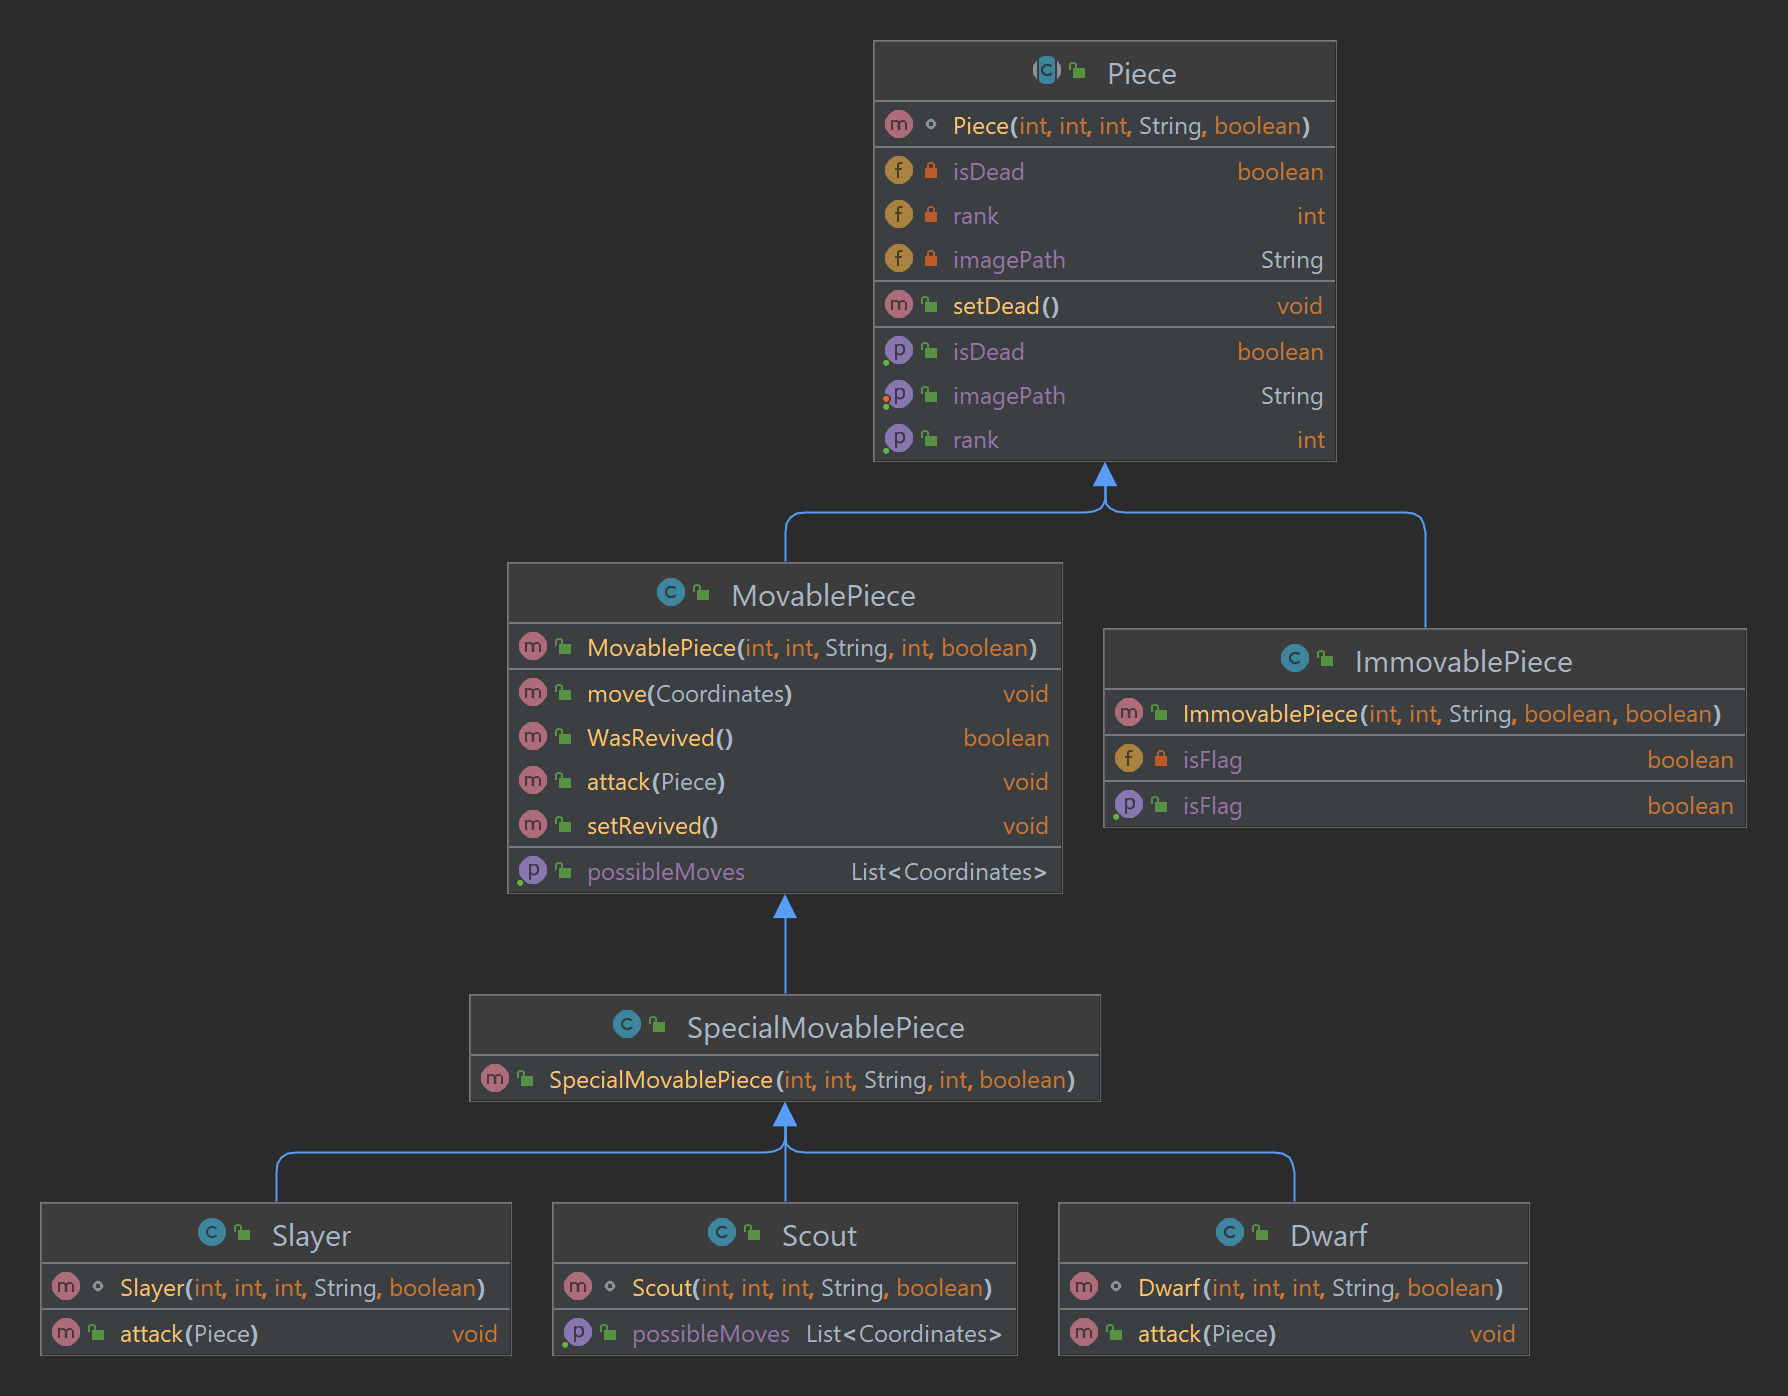 Piece
Piece(int, int, int, String, boolean)
isDead boolean
rank int
imagePath String
setDead() void
isDead boolean
imagePath String
rank int
MovablePiece
MovablePiece(int, int, String, int, boolean)
move(Coordinates) void
WasRevived() boolean
attack(Piece) void
setRevived() void
possibleMoves List<Coordinates>
ImmovablePiece
ImmovablePiece(int, int, String, boolean, boolean)
isFlag boolean
isFlag boolean
SpecialMovablePiece
SpecialMovablePiece(int, int, String, int, boolean)
Slayer
Slayer(int, int, int, String, boolean)
attack(Piece) void
Scout
Scout(int, int, int, String, boolean)
possibleMoves List<Coordinates>
Dwarf
Dwarf(int, int, int, String, boolean)
attack(Piece) void